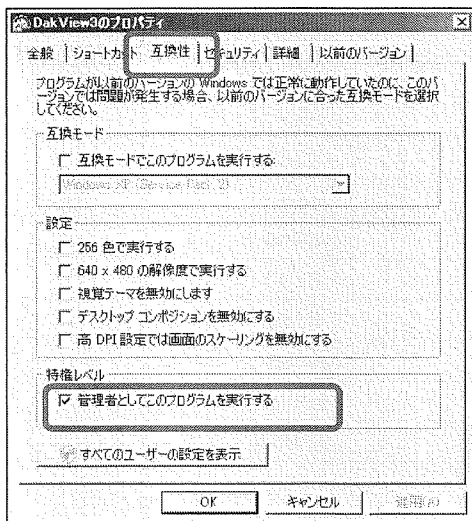 DakView3のプロパティ
全般 ショートカット 互換性 セキュリティ 詳細 以前のバージョン
プログラムが以前のバージョンの Windows では正常に動作していたのに、このバ
ージョンでは問題が発生する場合、以前のバージョンに合った互換モードを選択
してください。
互換モード
互換モードでこのプログラムを実行する:
Windows XP (Service Pack 2)
設定
256 色で実行する
640 x 480 の解像度で実行する
視覚テーマを無効にします
デスクトップ コンポジションを無効にする
高 DPI 設定では画面のスケーリングを無効にする
特権レベル
管理者としてこのプログラムを実行する
すべてのユーザーの設定を表示
OK キャンセル 適用(A)